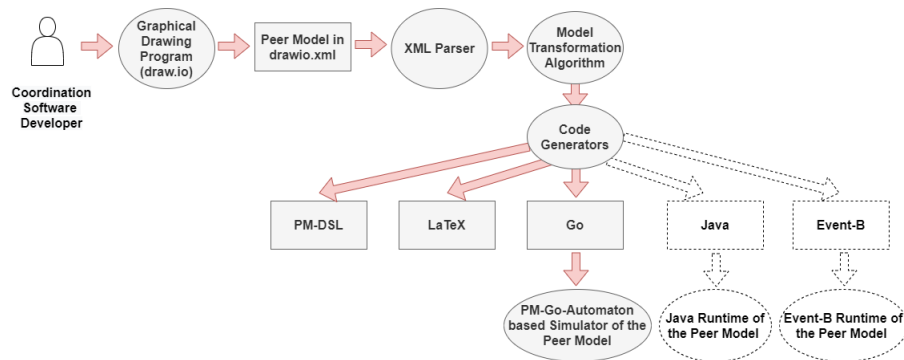 Graphical
Drawing
Program
(draw.io)
Peer Model in
drawio.xml
XML Parser
Model
Transformation
Algorithm
Coordination
Software
Developer
Code
Generators
PM-DSL
LaTeX
Go
Java
Event-B
PM-Go-Automaton
based Simulator of the
Peer Model
Java Runtime of
the Peer Model
Event-B Runtime of
the Peer Model